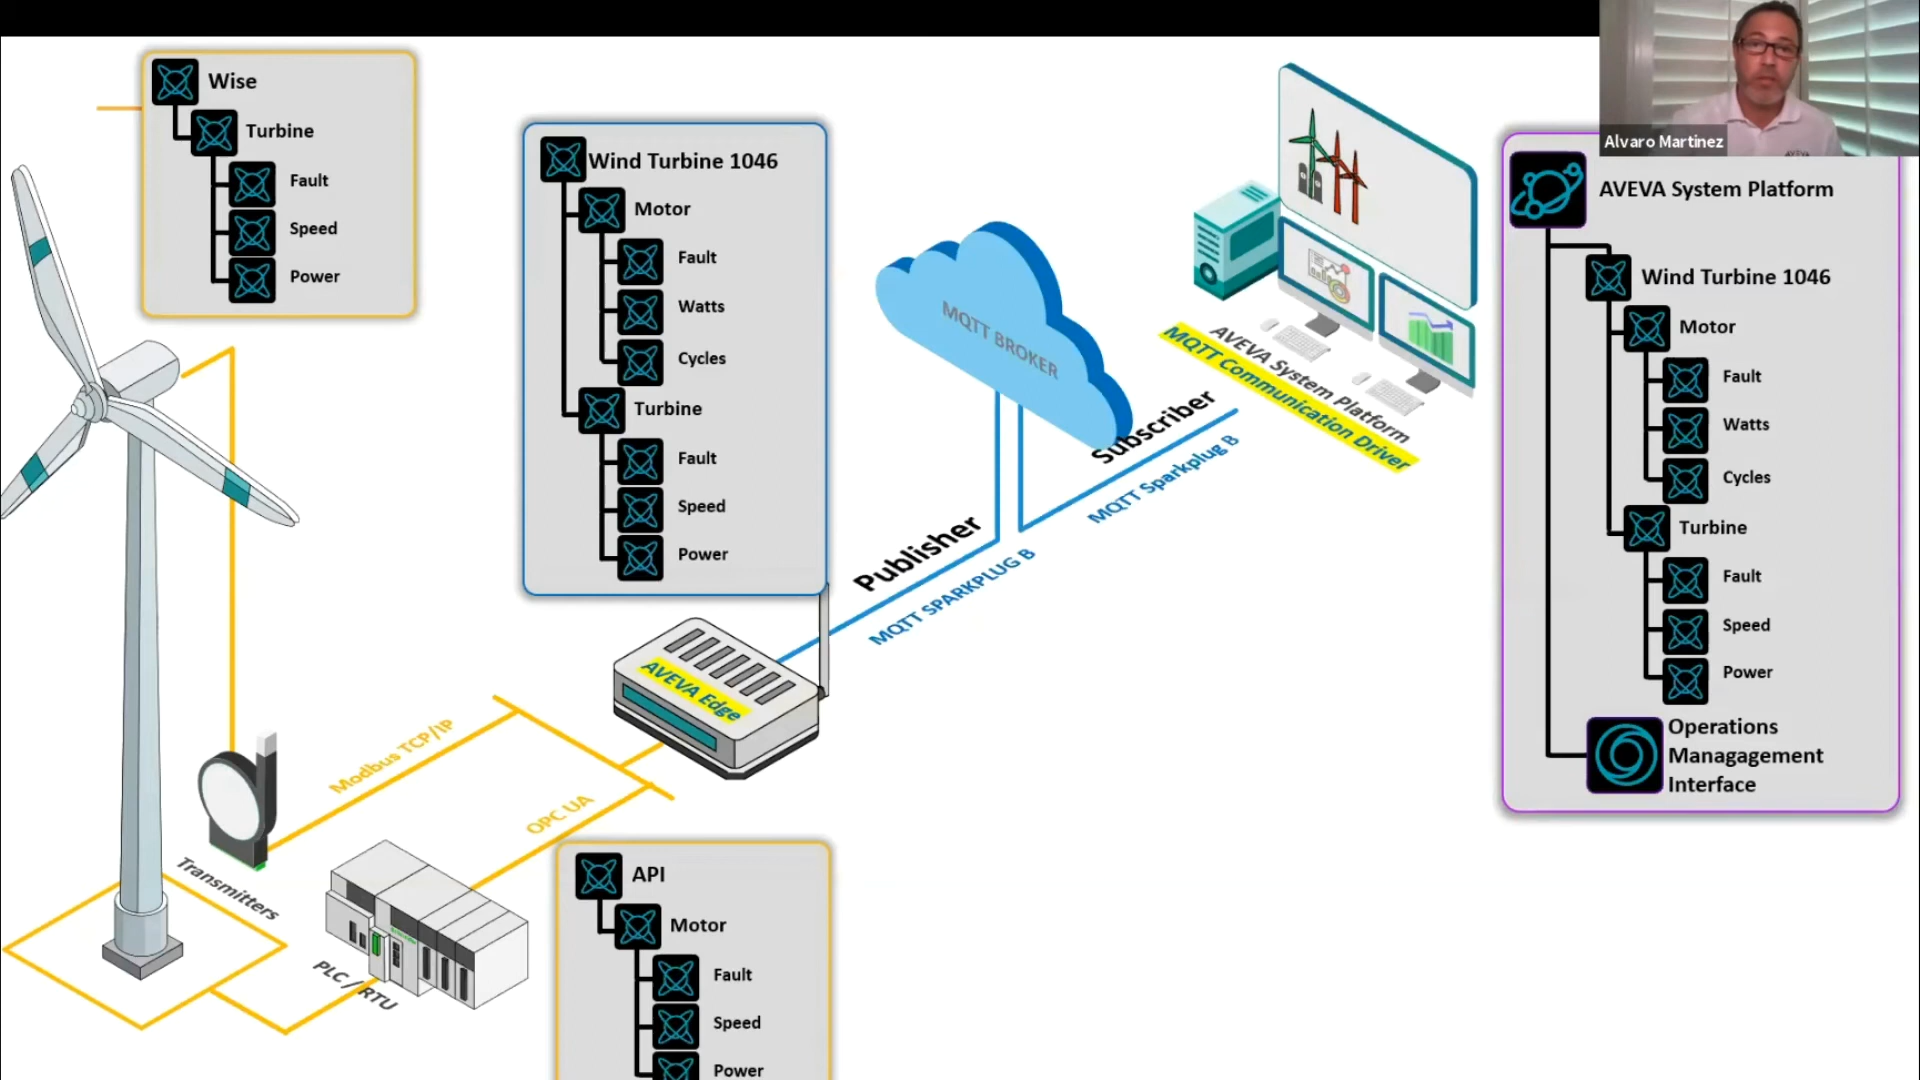 Wise
Turbine
Fault
Speed
Power
Wind Turbine 1046
Motor
Fault
Watts
Cycles
Turbine
Fault
Speed
Power
MQTT BROKER
AVEVA System Platform
MQTT Communication Driver
Subscriber
MQTT Sparkplug B
Publisher
MQTT SPARKPLUG B
AVEVA Edge
Modbus TCP/IP
OPC UA
Transmitters
PLC / RTU
API
Motor
Fault
Speed
Power
Alvaro Martinez
AVEVA
AVEVA System Platform
Wind Turbine 1046
Motor
Fault
Watts
Cycles
Turbine
Fault
Speed
Power
Operations
Managagement
Interface